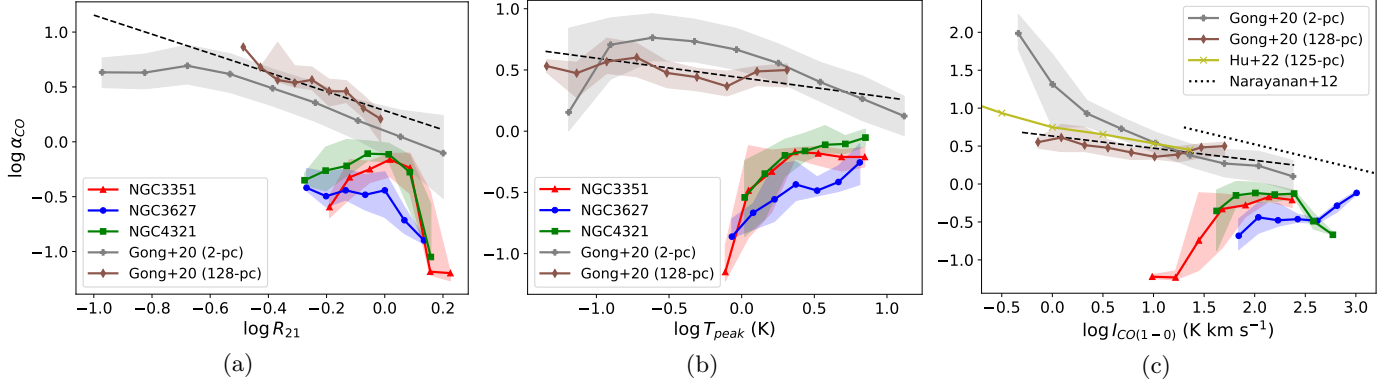 1.0
0.5
0.0
−0.5
−1.0
log α_CO
NGC3351
NGC3627
NGC4321
Gong+20 (2-pc)
Gong+20 (128-pc)
−1.0 −0.8 −0.6 −0.4 −0.2 0.0 0.2
log R_21
(a)
1.0
0.5
0.0
−0.5
−1.0
NGC3351
NGC3627
NGC4321
Gong+20 (2-pc)
Gong+20 (128-pc)
−1.0 −0.5 0.0 0.5 1.0
log T_peak (K)
(b)
2.0
1.5
1.0
0.5
0.0
−0.5
−1.0
Gong+20 (2-pc)
Gong+20 (128-pc)
Hu+22 (125-pc)
Narayanan+12
−0.5 0.0 0.5 1.0 1.5 2.0 2.5 3.0
log I_CO(1−0) (K km s⁻¹)
(c)